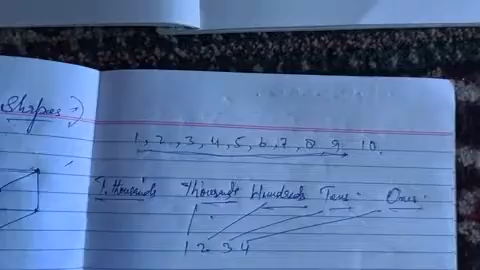 Shapes
1, 2, 3, 4, 5, 6, 7, 8, 9, 10.
T. thousands Thousands Hundreds Tens. Ones.
1 2 3 4